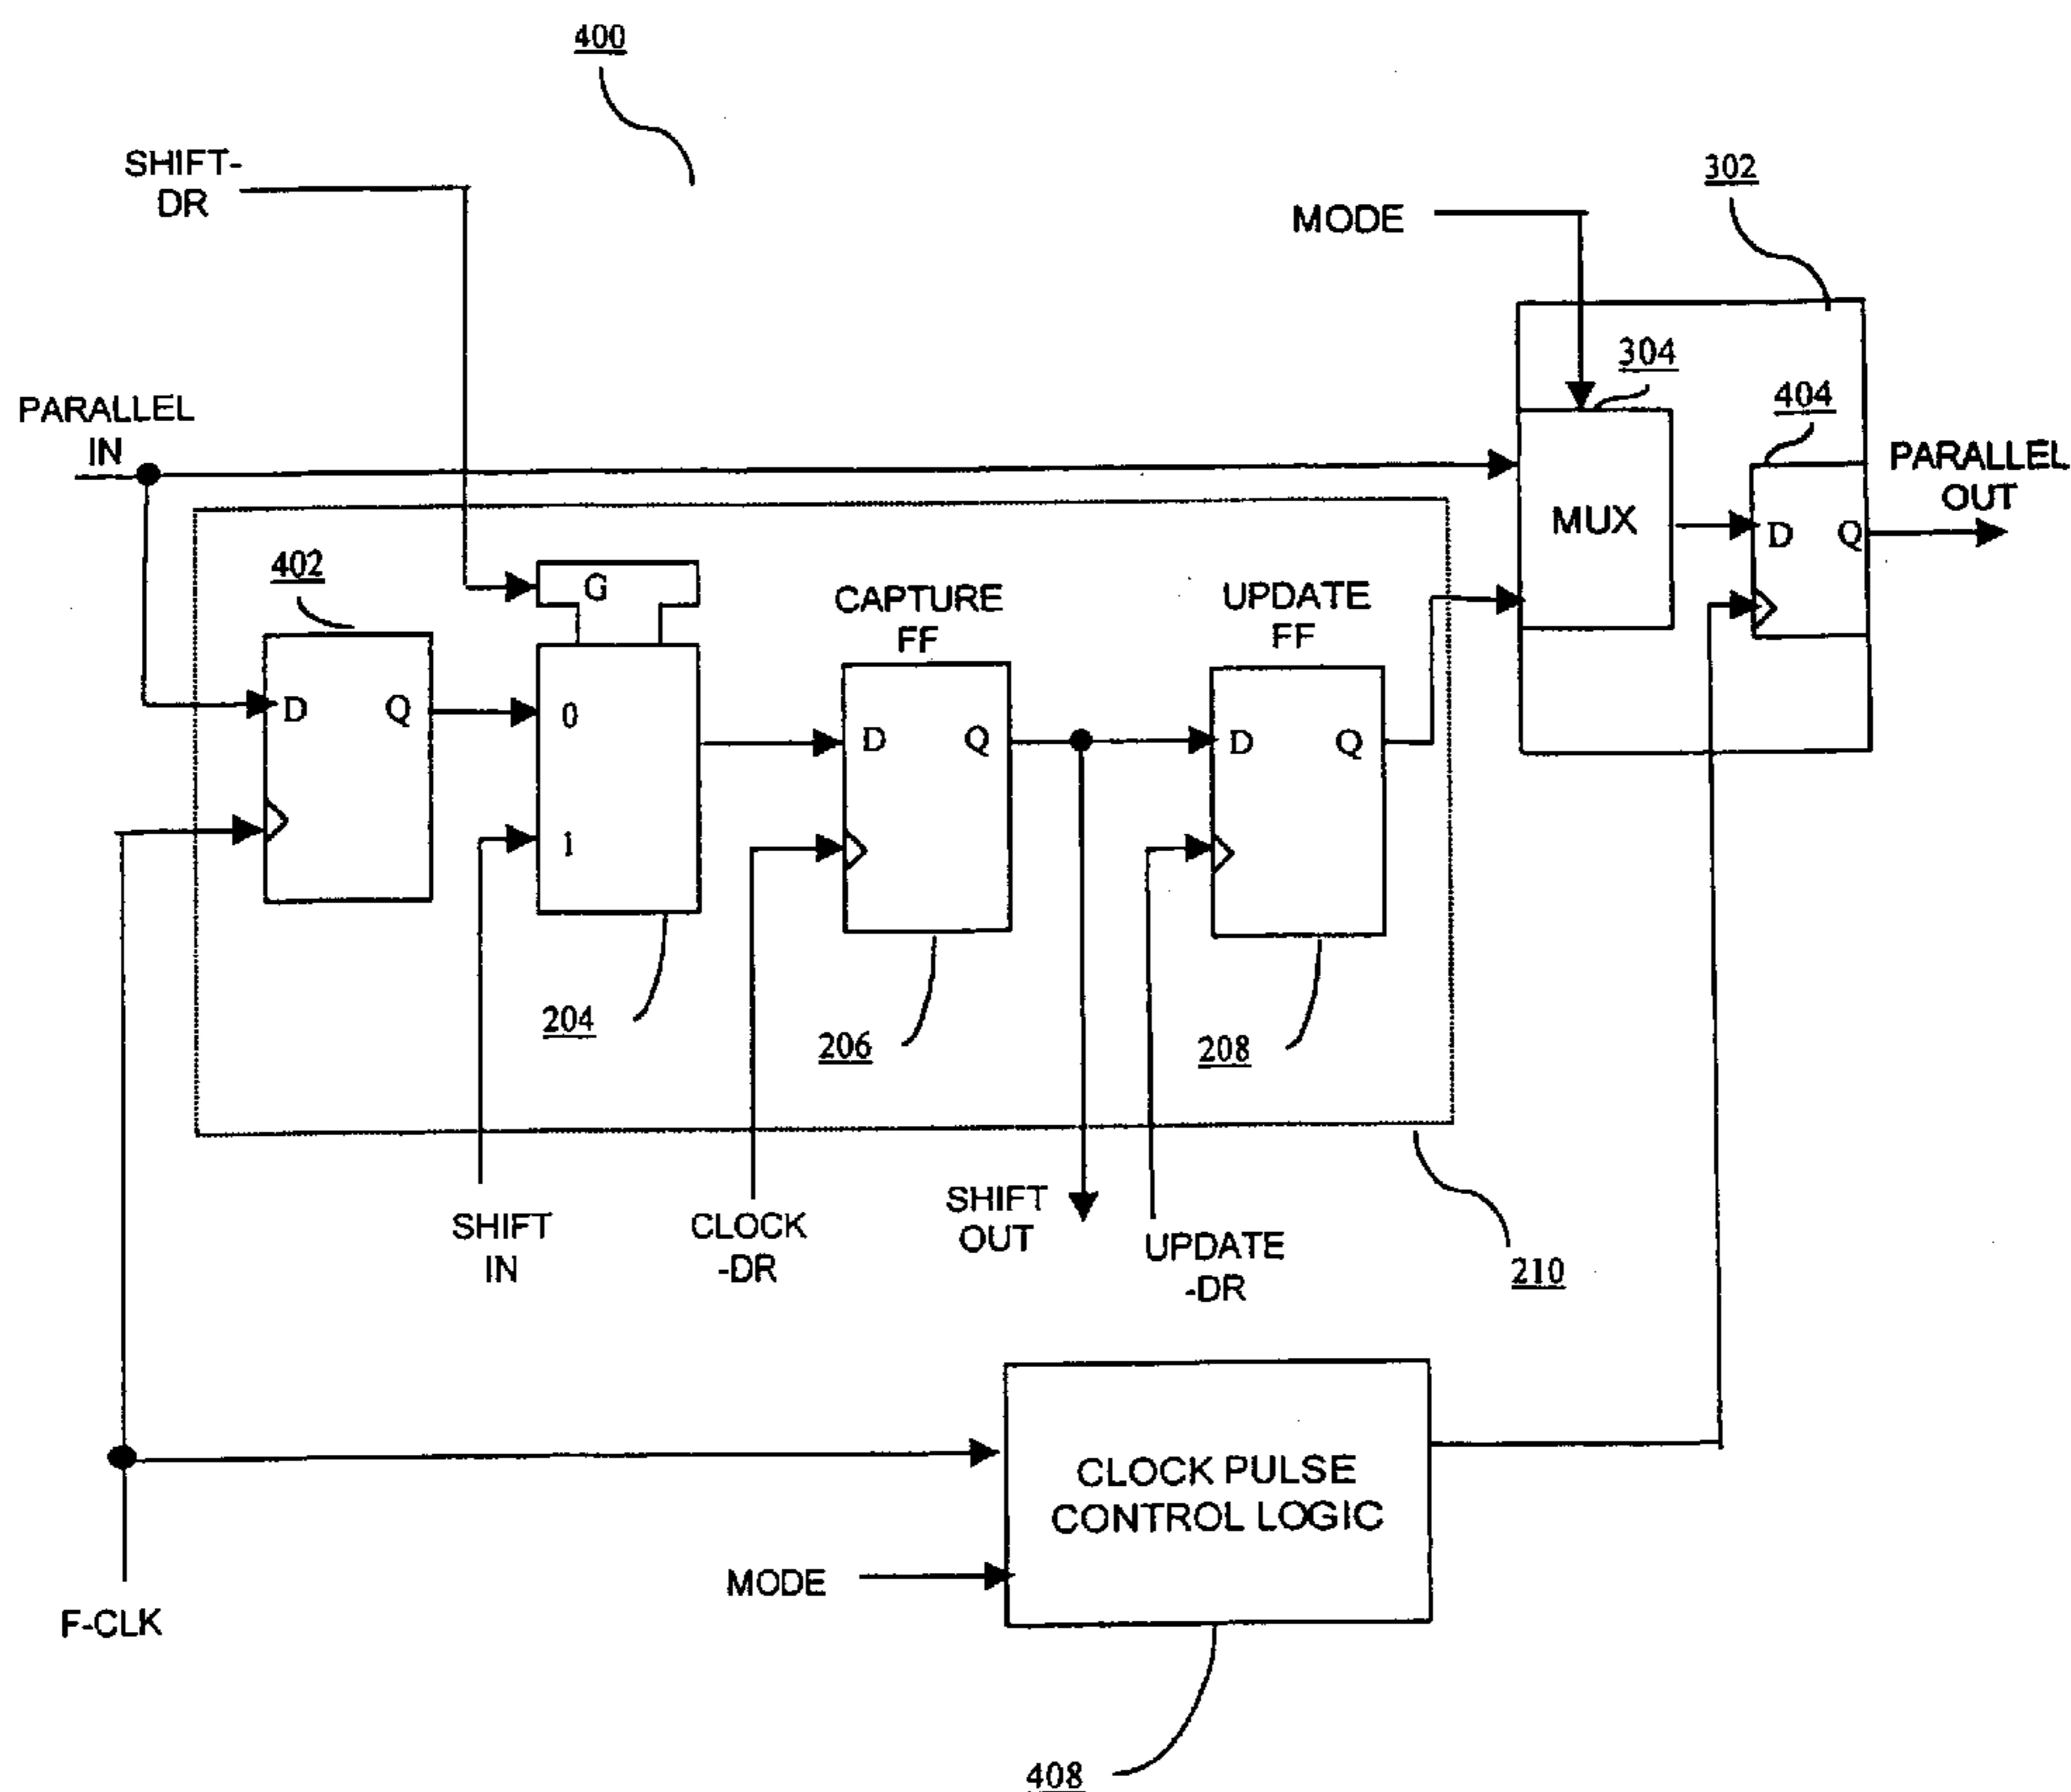 400
SHIFT-
DR
302
MODE
304
404
PARALLEL
IN
PARALLEL
OUT
MUX
D
Q
402
G
CAPTURE
FF
UPDATE
FF
D
Q
0
1
D
Q
D
Q
204
206
208
SHIFT
IN
CLOCK
-DR
SHIFT
OUT
UPDATE
-DR
210
CLOCK PULSE
CONTROL LOGIC
MODE
F-CLK
408